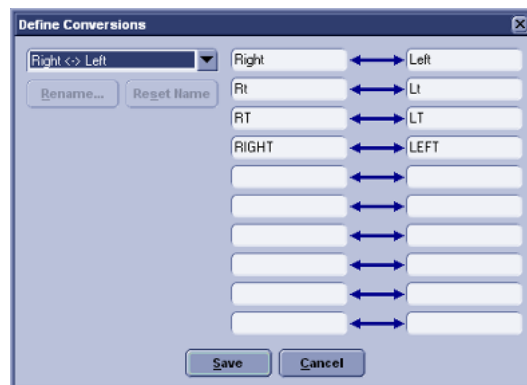 Define Conversions
Right <-> Left
Rename... Reset Name
Right Left
Rt Lt
RT LT
RIGHT LEFT
Save Cancel